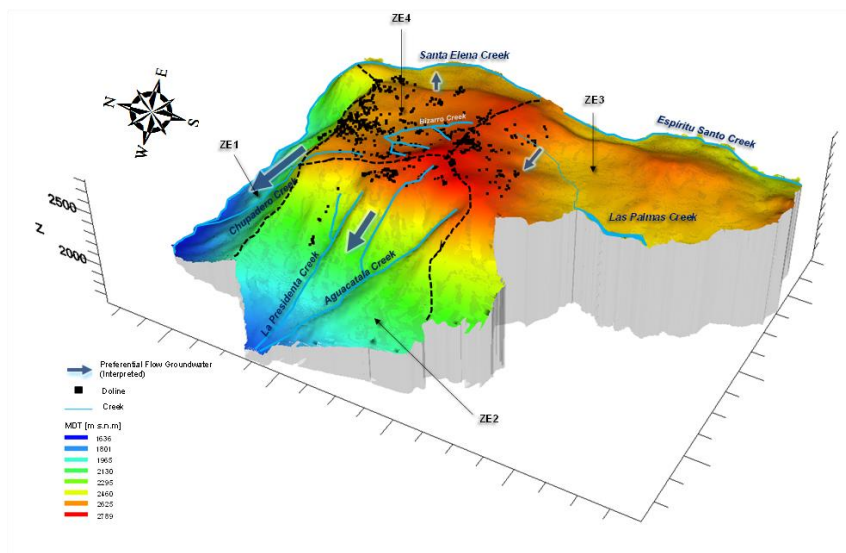 ZE4
Santa Elena Creek
ZE3
Bizarro Creek
Espíritu Santo Creek
N
E
S
W
ZE1
Chupadero Creek
Las Palmas Creek
2500
Z
2000
La Presidenta Creek
Aguacatala Creek
ZE2
Preferential Flow Groundwater
(Interpreted)
Doline
Creek
MDT [m s.n.m]
1636
1801
1965
2130
2295
2460
2625
2789